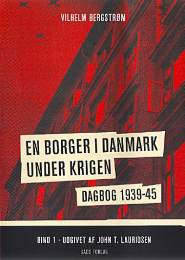 VILHELM BERGSTRØM
EN BORGER I DANMARK
UNDER KRIGEN
DAGBOG 1939-45
BIND 1 · UDGIVET AF JOHN T. LAURIDSEN
GADS FORLAG